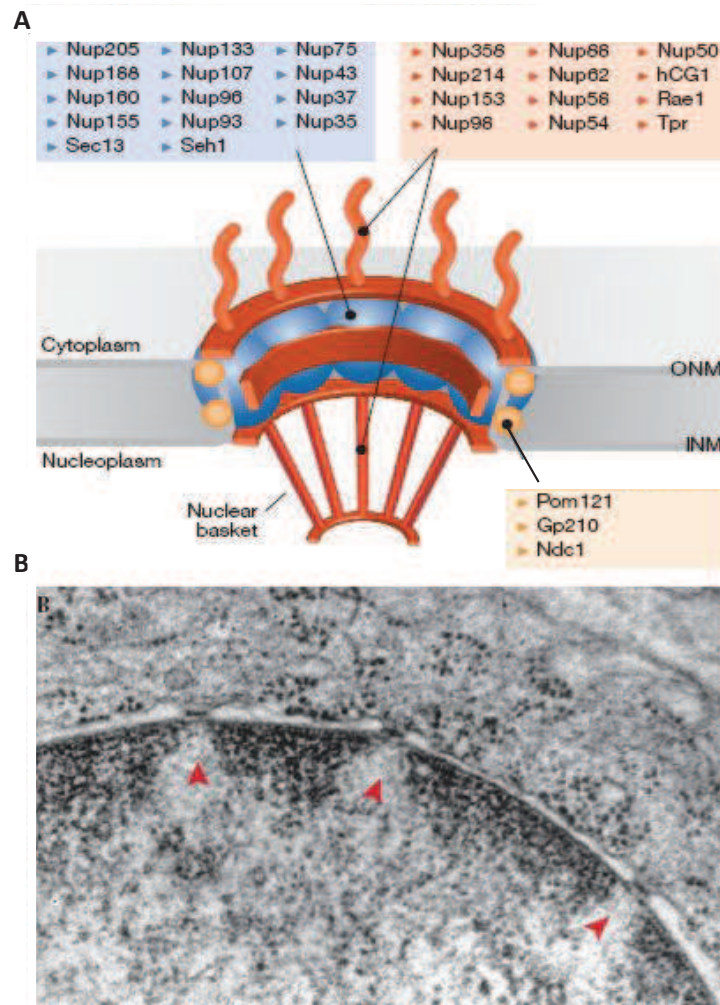 A
Nup205 Nup133 Nup75 Nup358 Nup88 Nup50
Nup188 Nup107 Nup43 Nup214 Nup62 hCG1
Nup160 Nup96 Nup37 Nup153 Nup58 Rae1
Nup155 Nup93 Nup35 Nup98 Nup54 Tpr
Sec13 Seh1
Cytoplasm
ONM
Nucleoplasm
INM
Nuclear
basket
Pom121
Gp210
Ndc1
B
B